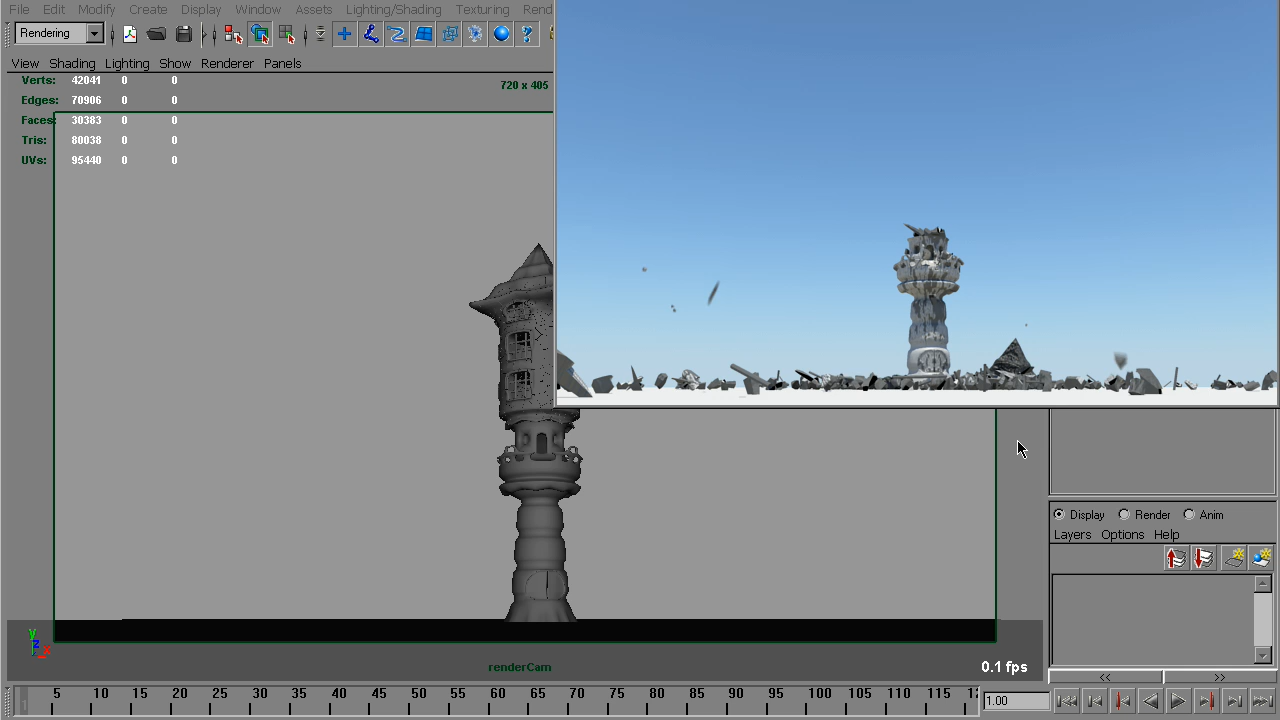 File Edit Modify Create Display Window Assets Lighting/Shading Texturing Rend
Rendering
View Shading Lighting Show Renderer Panels
Verts: 42041 0 0
Edges: 70906 0 0
Faces: 30383 0 0
Tris: 80038 0 0
UVs: 95440 0 0
720 x 405
Display Render Anim
Layers Options Help
y
z
x
renderCam
0.1 fps
<< >>
1 5 10 15 20 25 30 35 40 45 50 55 60 65 70 75 80 85 90 95 100 105 110 115 12
1.00